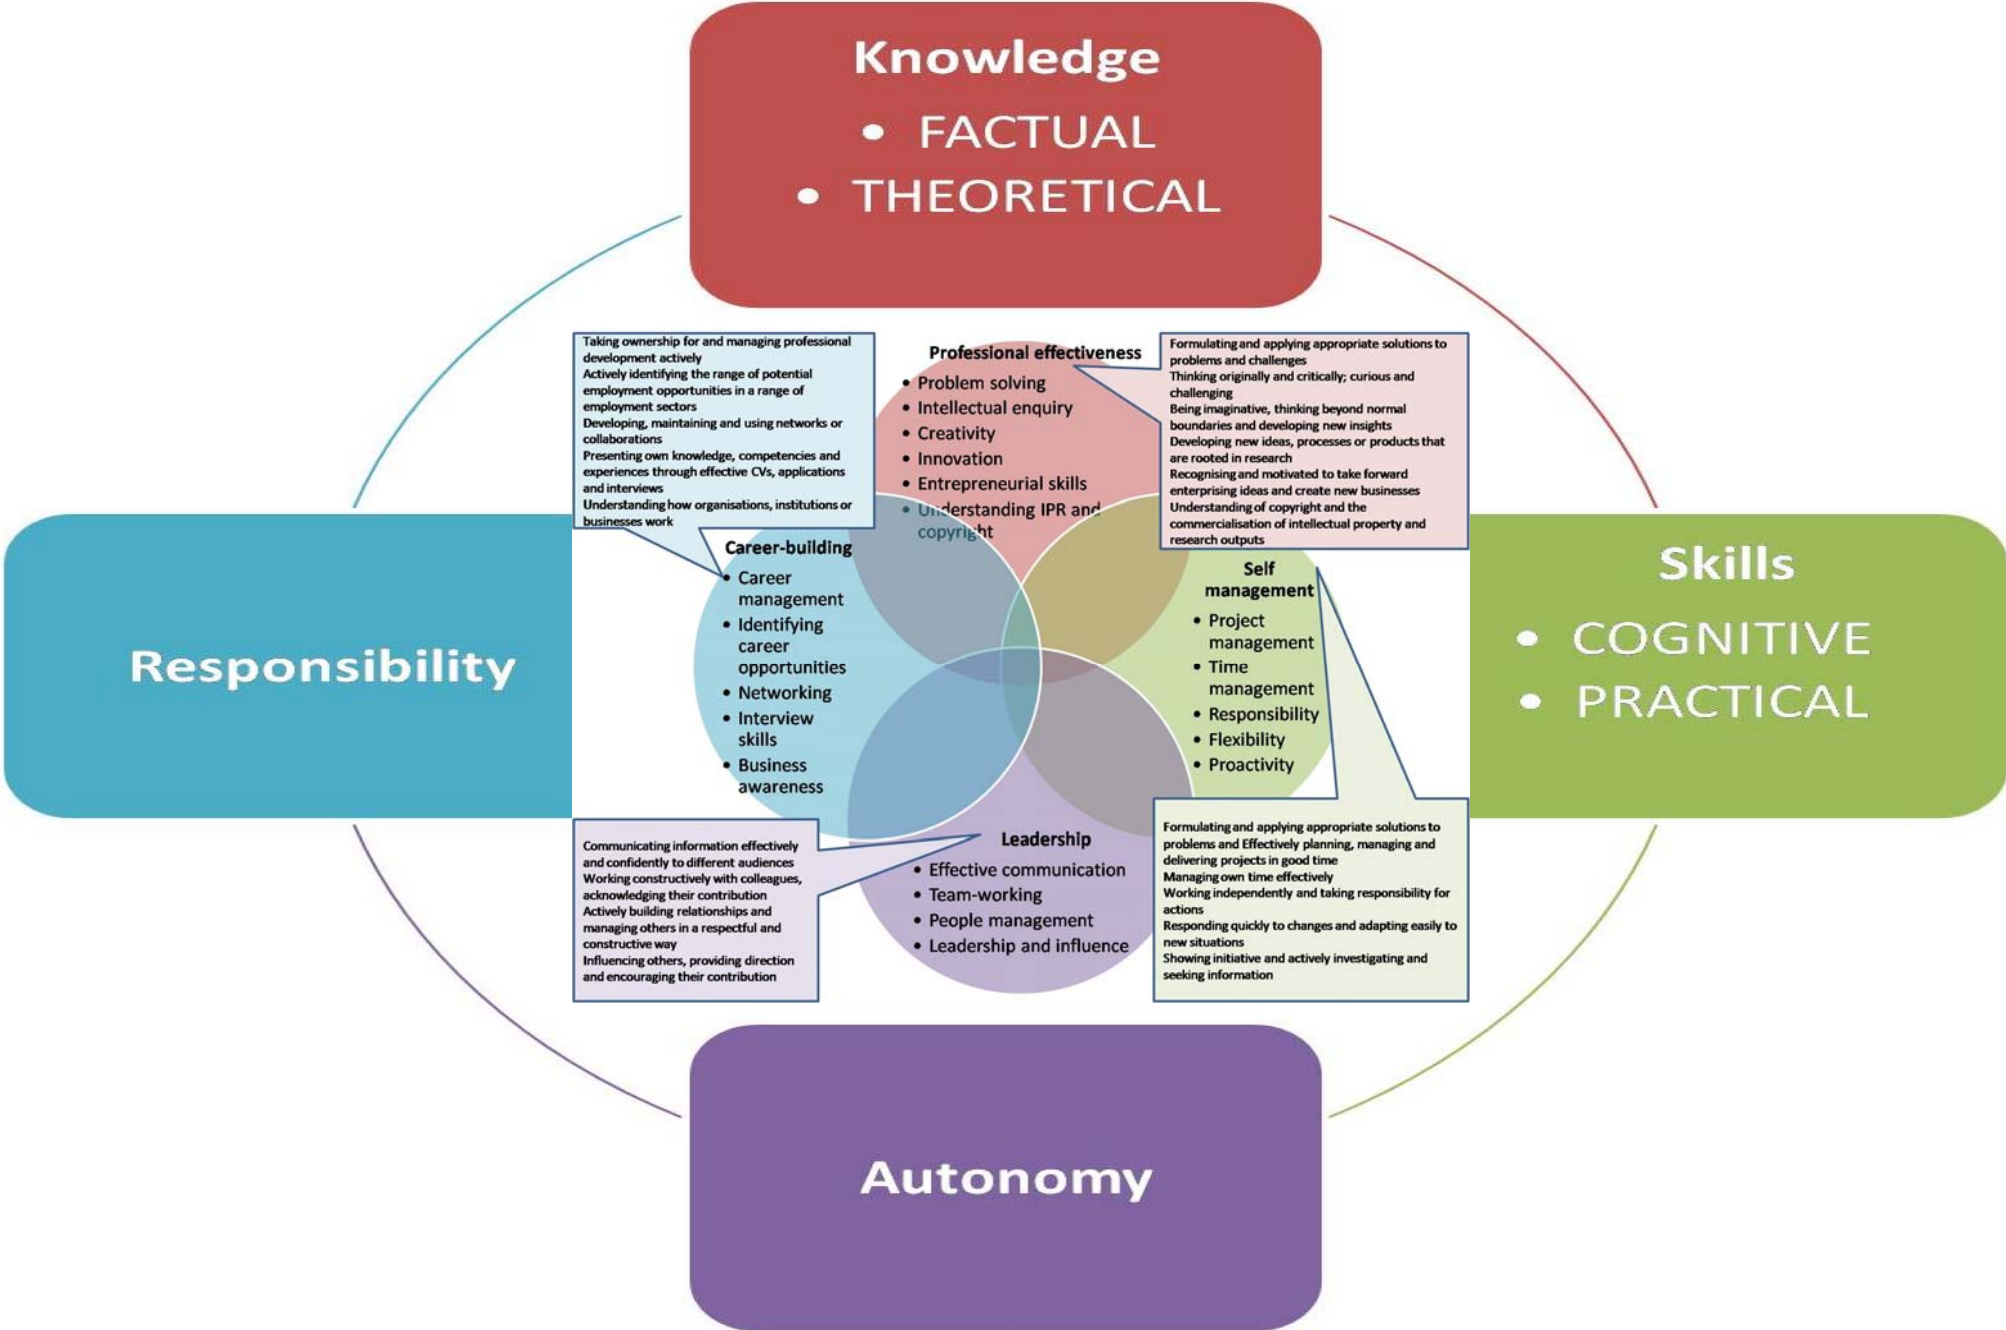 Knowledge
• FACTUAL
• THEORETICAL
Taking ownership for and managing professional
development actively
Actively identifying the range of potential
employment opportunities in a range of
employment sectors
Developing, maintaining and using networks or
collaborations
Presenting own knowledge, competencies and
experiences through effective CVs, applications
and interviews
Understanding how organisations, institutions or
businesses work
Professional effectiveness
• Problem solving
• Intellectual enquiry
• Creativity
• Innovation
• Entrepreneurial skills
• Understanding IPR and
copyright
Formulating and applying appropriate solutions to
problems and challenges
Thinking originally and critically; curious and
challenging
Being imaginative, thinking beyond normal
boundaries and developing new insights
Developing new ideas, processes or products that
are rooted in research
Recognising and motivated to take forward
enterprising ideas and create new businesses
Understanding of copyright and the
commercialisation of intellectual property and
research outputs
Responsibility
Career-building
• Career
management
• Identifying
career
opportunities
• Networking
• Interview
skills
• Business
awareness
Self
management
• Project
management
• Time
management
• Responsibility
• Flexibility
• Proactivity
Skills
• COGNITIVE
• PRACTICAL
Communicating information effectively
and confidently to different audiences
Working constructively with colleagues,
acknowledging their contribution
Actively building relationships and
managing others in a respectful and
constructive way
Influencing others, providing direction
and encouraging their contribution
Leadership
• Effective communication
• Team-working
• People management
• Leadership and influence
Formulating and applying appropriate solutions to
problems and Effectively planning, managing and
delivering projects in good time
Managing own time effectively
Working independently and taking responsibility for
actions
Responding quickly to changes and adapting easily to
new situations
Showing initiative and actively investigating and
seeking information
Autonomy